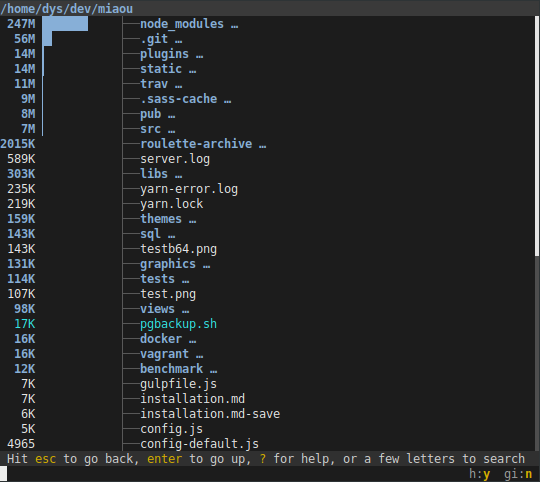 /home/dys/dev/miaou
247M node_modules …
56M .git …
14M plugins …
14M static …
11M trav …
9M .sass-cache …
8M pub …
7M src …
2015K roulette-archive …
589K server.log
303K libs …
235K yarn-error.log
219K yarn.lock
159K themes …
143K sql …
143K testb64.png
131K graphics …
114K tests …
107K test.png
98K views …
17K pgbackup.sh
16K docker …
16K vagrant …
12K benchmark …
7K gulpfile.js
7K installation.md
6K installation.md-save
5K config.js
4965 config-default.js
Hit esc to go back, enter to go up, ? for help, or a few letters to search
h:y gi:n